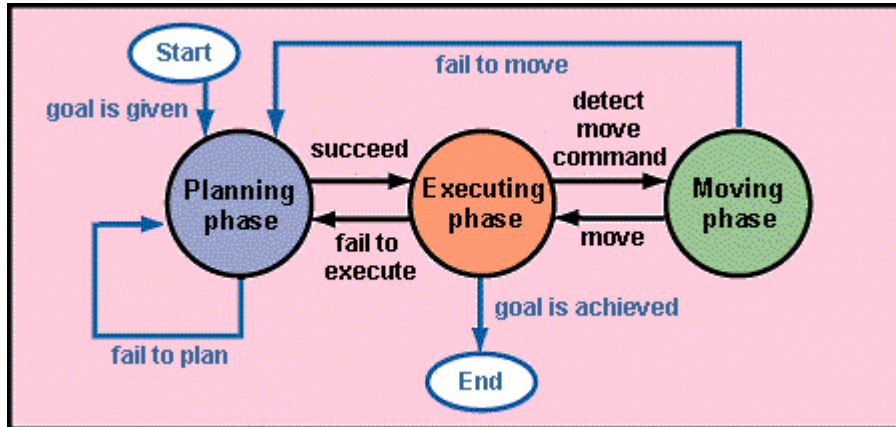 Start
goal is given
fail to move
detect
move
command
succeed
Planning
phase
Executing
phase
Moving
phase
fail to
execute
move
goal is achieved
fail to plan
End